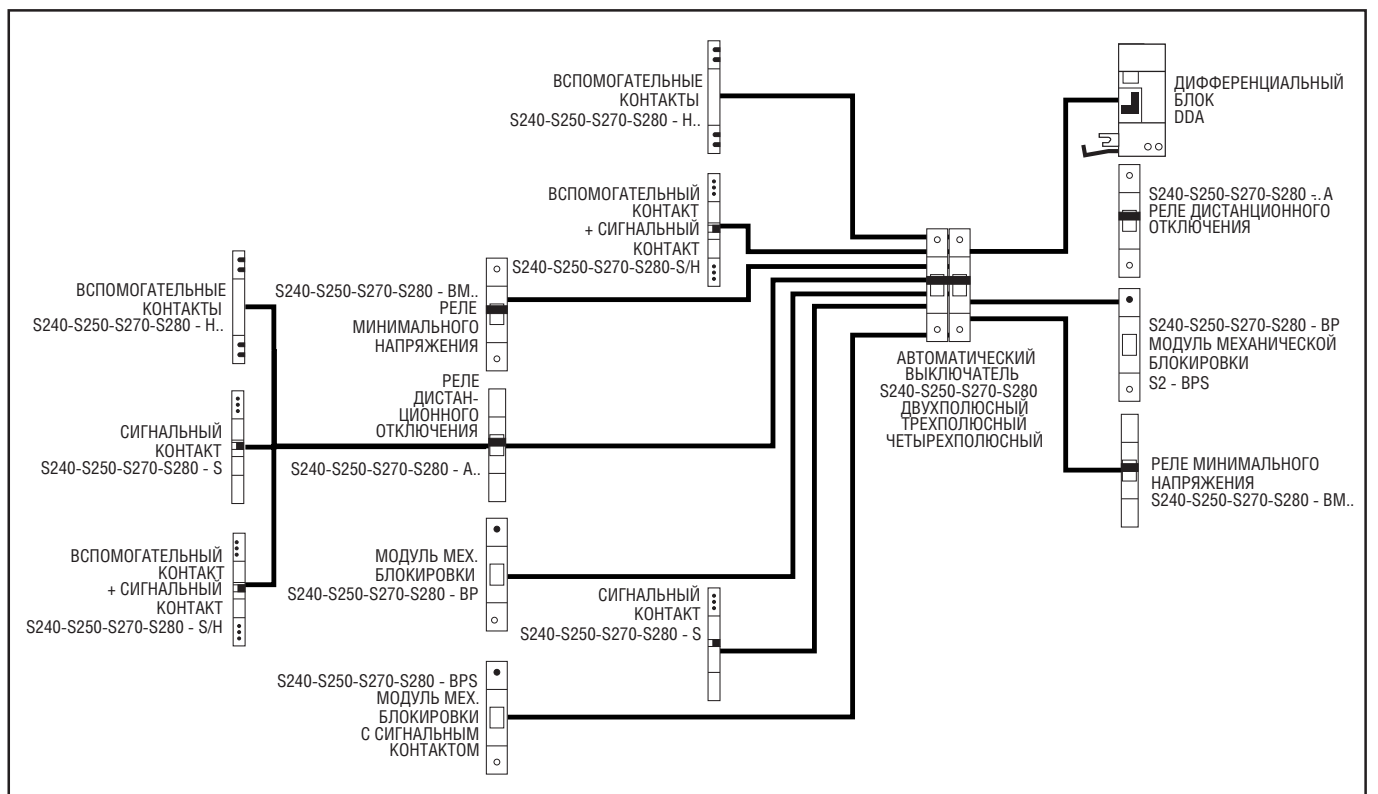 ВСПОМОГАТЕЛЬНЫЕ
КОНТАКТЫ
S240-S250-S270-S280 - H..
ВСПОМОГАТЕЛЬНЫЙ
КОНТАКТ
+ СИГНАЛЬНЫЙ
КОНТАКТ
S240-S250-S270-S280-S/H
ДИФФЕРЕНЦИАЛЬНЫЙ
БЛОК
DDA
S240-S250-S270-S280 -. A
РЕЛЕ ДИСТАНЦИОННОГО
ОТКЛЮЧЕНИЯ
ВСПОМОГАТЕЛЬНЫЕ
КОНТАКТЫ
S240-S250-S270-S280 - H..
S240-S250-S270-S280 - BM..
РЕЛЕ
МИНИМАЛЬНОГО
НАПРЯЖЕНИЯ
S240-S250-S270-S280 - BP
МОДУЛЬ МЕХАНИЧЕСКОЙ
БЛОКИРОВКИ
S2 - BPS
АВТОМАТИЧЕСКИЙ
ВЫКЛЮЧАТЕЛЬ
S240-S250-S270-S280
ДВУХПОЛЮСНЫЙ
ТРЕХПОЛЮСНЫЙ
ЧЕТЫРЕХПОЛЮСНЫЙ
СИГНАЛЬНЫЙ
КОНТАКТ
S240-S250-S270-S280 - S
РЕЛЕ
ДИСТАН-
ЦИОННОГО
ОТКЛЮЧЕНИЯ
S240-S250-S270-S280 - A..
РЕЛЕ МИНИМАЛЬНОГО
НАПРЯЖЕНИЯ
S240-S250-S270-S280 - BM..
ВСПОМОГАТЕЛЬНЫЙ
КОНТАКТ
+ СИГНАЛЬНЫЙ
КОНТАКТ
S240-S250-S270-S280 - S/H
МОДУЛЬ МЕХ.
БЛОКИРОВКИ
S240-S250-S270-S280 - BP
СИГНАЛЬНЫЙ
КОНТАКТ
S240-S250-S270-S280 - S
S240-S250-S270-S280 - BPS
МОДУЛЬ МЕХ.
БЛОКИРОВКИ
С СИГНАЛЬНЫМ
КОНТАКТОМ